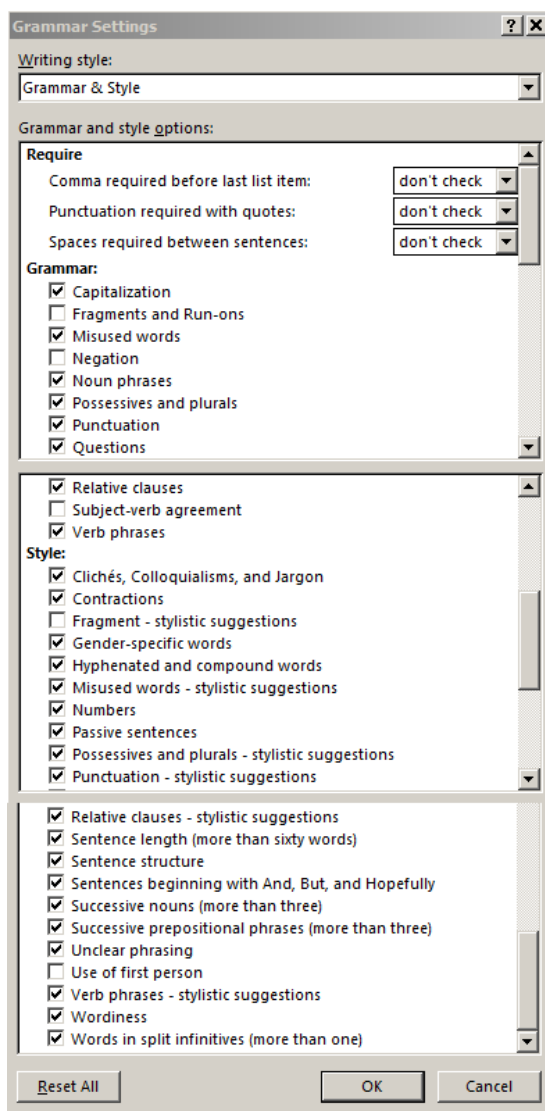 Grammar Settings
Writing style:
Grammar & Style
Grammar and style options:
Require
Comma required before last list item: don't check
Punctuation required with quotes: don't check
Spaces required between sentences: don't check
Grammar:
Capitalization
Fragments and Run-ons
Misused words
Negation
Noun phrases
Possessives and plurals
Punctuation
Questions
Relative clauses
Subject-verb agreement
Verb phrases
Style:
Clichés, Colloquialisms, and Jargon
Contractions
Fragment - stylistic suggestions
Gender-specific words
Hyphenated and compound words
Misused words - stylistic suggestions
Numbers
Passive sentences
Possessives and plurals - stylistic suggestions
Punctuation - stylistic suggestions
Relative clauses - stylistic suggestions
Sentence length (more than sixty words)
Sentence structure
Sentences beginning with And, But, and Hopefully
Successive nouns (more than three)
Successive prepositional phrases (more than three)
Unclear phrasing
Use of first person
Verb phrases - stylistic suggestions
Wordiness
Words in split infinitives (more than one)
Reset All OK Cancel